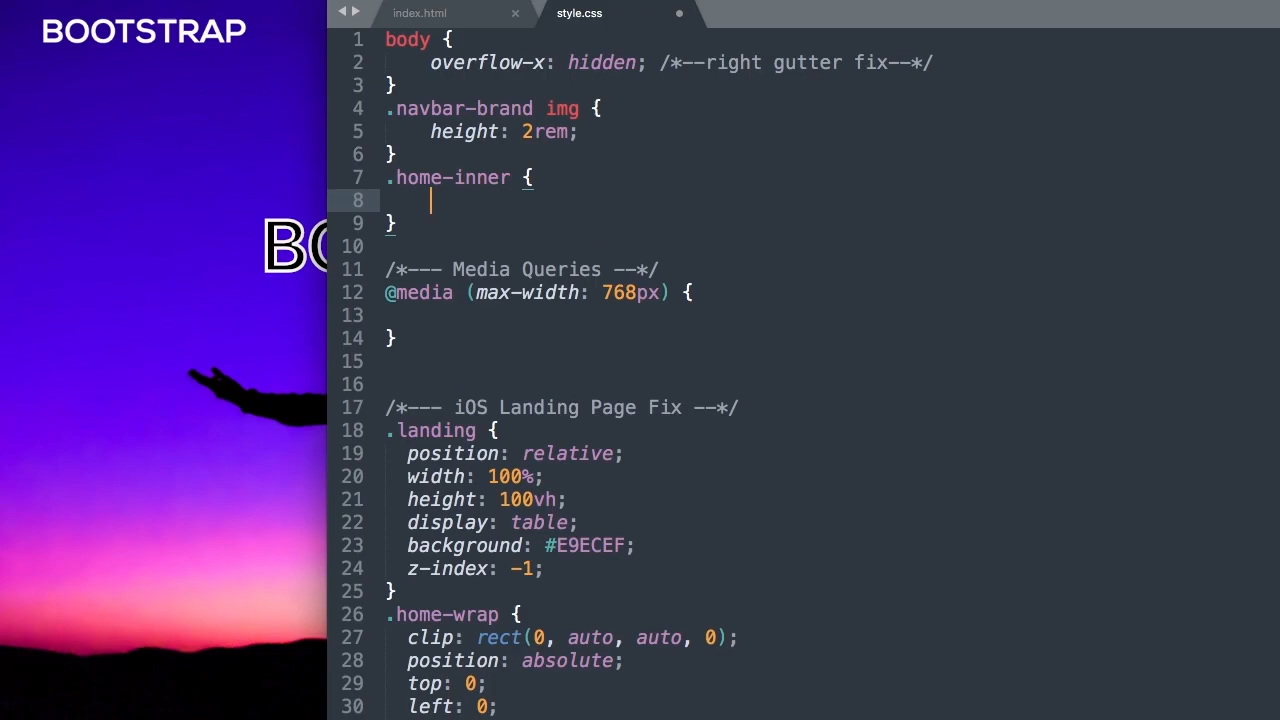 BOOTSTRAP
BO
index.html ×
style.css
1 body {
2 overflow-x: hidden; /*--right gutter fix--*/
3 }
4 .navbar-brand img {
5 height: 2rem;
6 }
7 .home-inner {
8
9 }
10
11 /*--- Media Queries --*/
12 @media (max-width: 768px) {
13
14 }
15
16
17 /*--- iOS Landing Page Fix --*/
18 .landing {
19 position: relative;
20 width: 100%;
21 height: 100vh;
22 display: table;
23 background: #E9ECEF;
24 z-index: -1;
25 }
26 .home-wrap {
27 clip: rect(0, auto, auto, 0);
28 position: absolute;
29 top: 0;
30 left: 0;